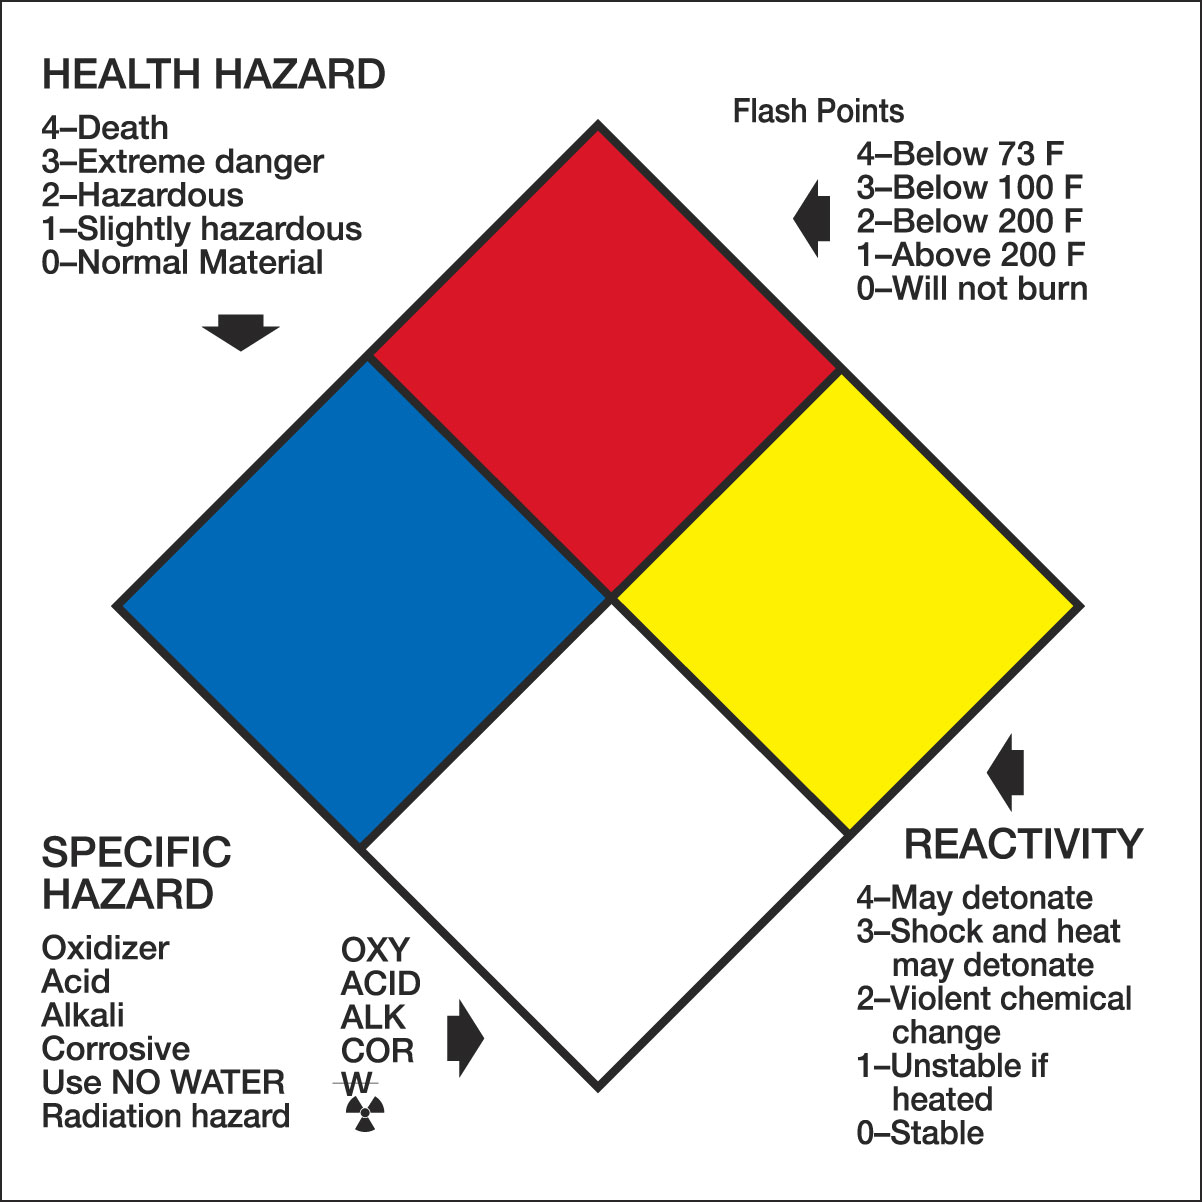 HEALTH HAZARD
4–Death
3–Extreme danger
2–Hazardous
1–Slightly hazardous
0–Normal Material
Flash Points
4–Below 73 F
3–Below 100 F
2–Below 200 F
1–Above 200 F
0–Will not burn
SPECIFIC
HAZARD
Oxidizer OXY
Acid ACID
Alkali ALK
Corrosive COR
Use NO WATER W
Radiation hazard
REACTIVITY
4–May detonate
3–Shock and heat
may detonate
2–Violent chemical
change
1–Unstable if
heated
0–Stable